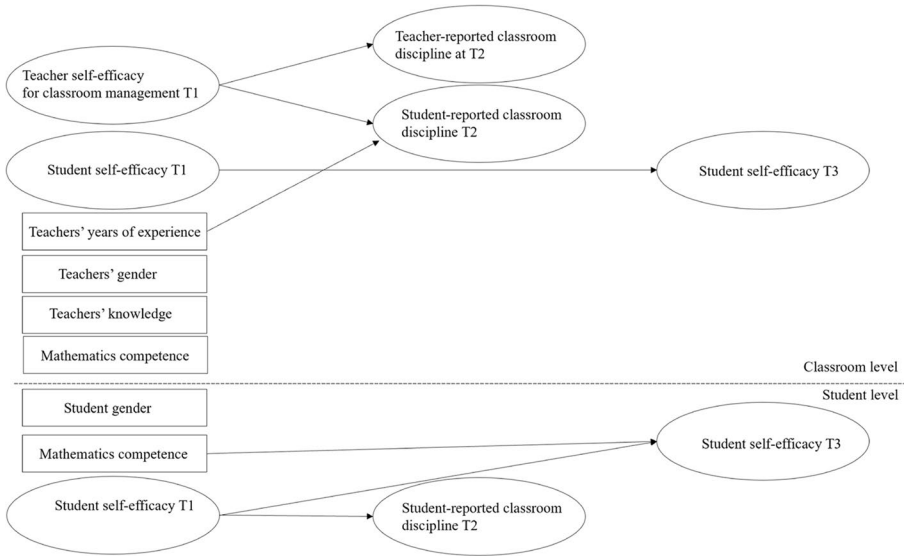 Teacher-reported classroom
discipline at T2
Teacher self-efficacy
for classroom management T1
Student-reported classroom
discipline T2
Student self-efficacy T1
Student self-efficacy T3
Teachers' years of experience
Teachers' gender
Teachers' knowledge
Mathematics competence
Classroom level
Student level
Student gender
Mathematics competence
Student self-efficacy T3
Student self-efficacy T1
Student-reported classroom
discipline T2